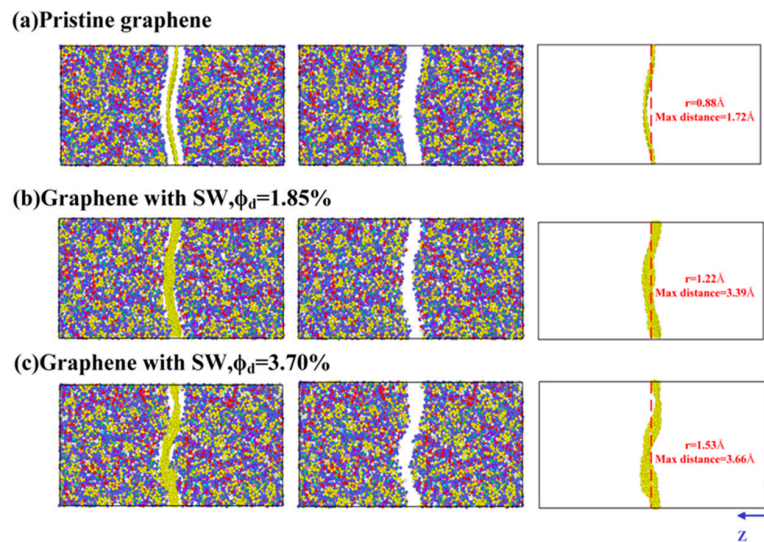 (a)Pristine graphene
r=0.88Å
Max distance=1.72Å
(b)Graphene with SW,ϕd=1.85%
r=1.22Å
Max distance=3.39Å
(c)Graphene with SW,ϕd=3.70%
r=1.53Å
Max distance=3.66Å
Z